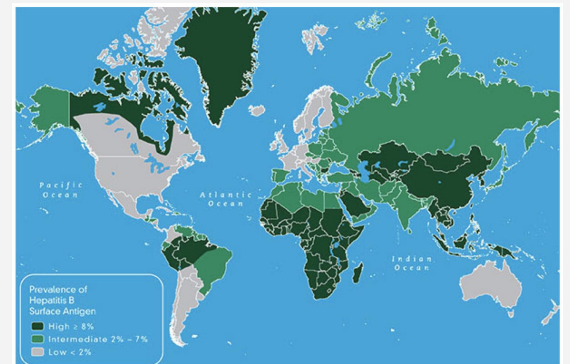 Pacific
Ocean
Atlantic
Ocean
Indian
Ocean
Prevalence of
Hepatitis B
Surface Antigen
High ≥ 8%
Intermediate 2% – 7%
Low < 2%